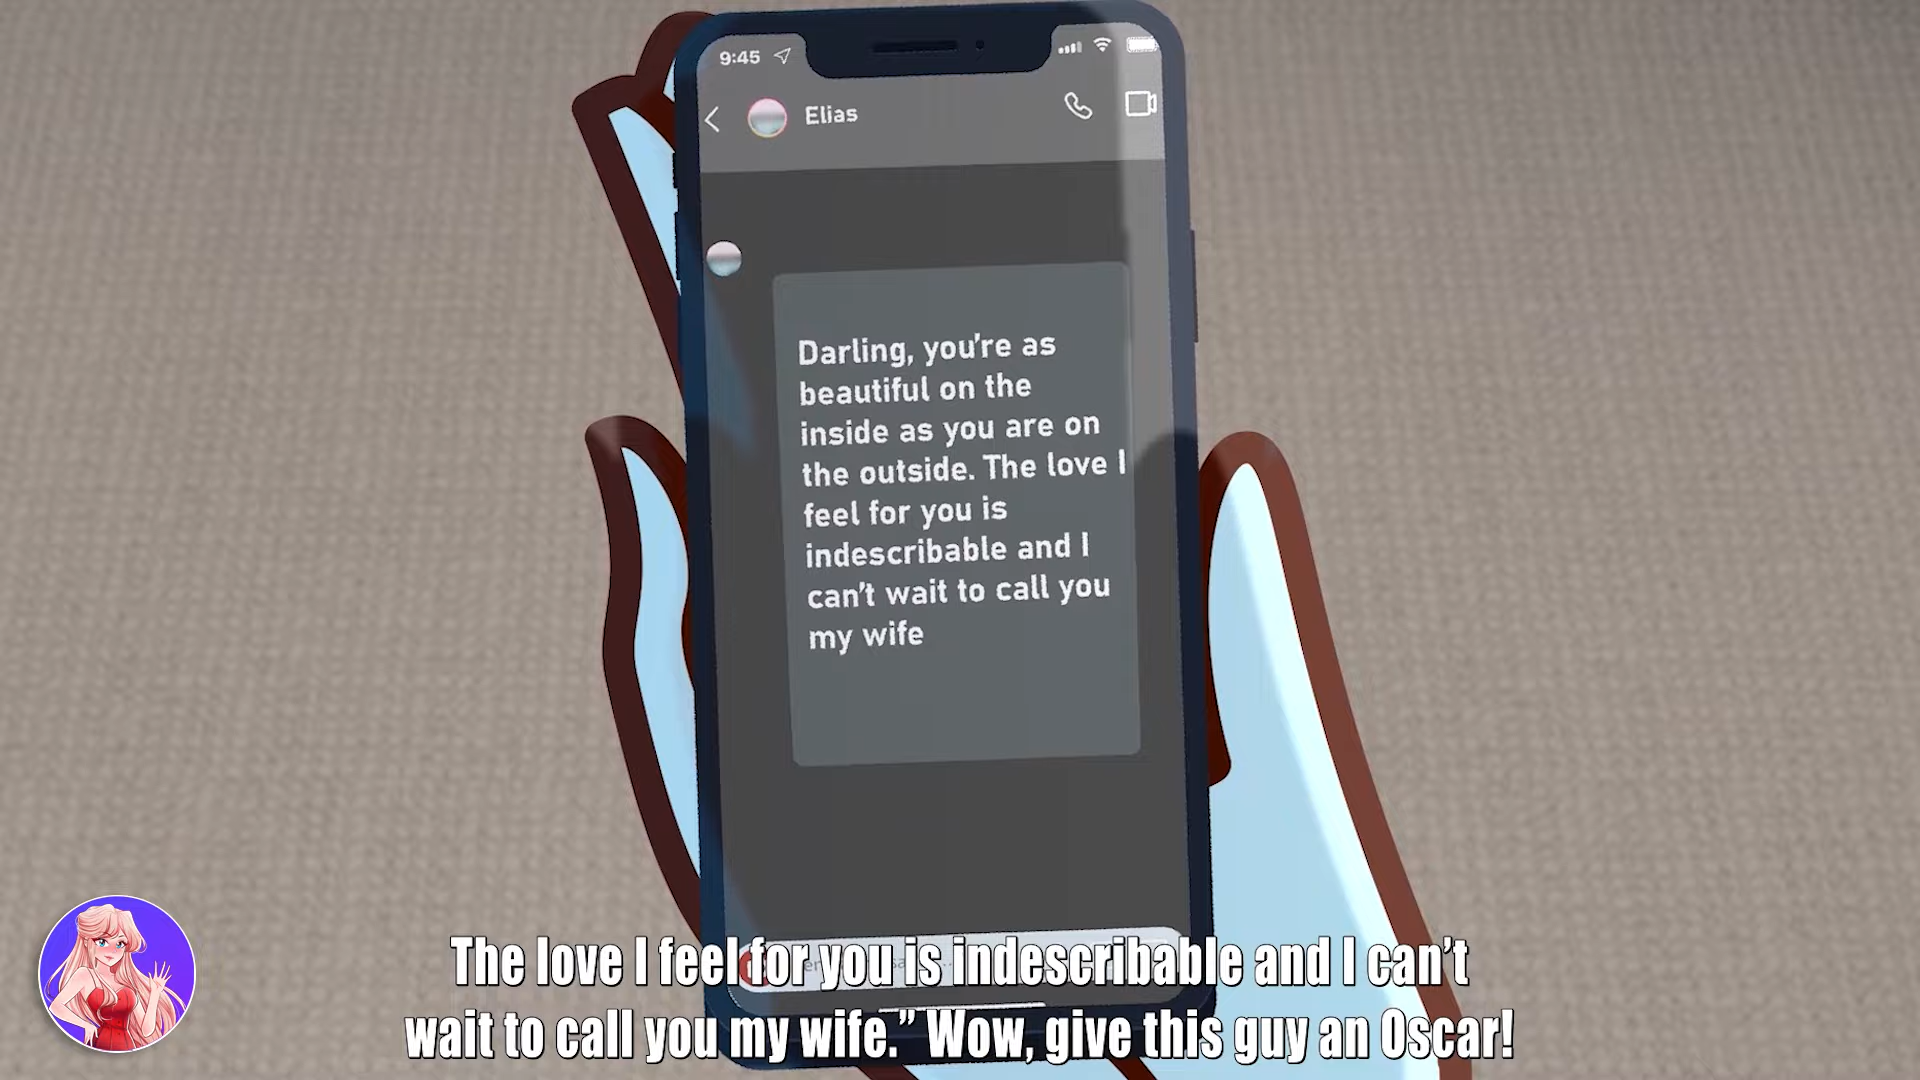 9:45
Elias
Darling, you're as
beautiful on the
inside as you are on
the outside. The love I
feel for you is
indescribable and I
can't wait to call you
my wife
The love I feel for you is indescribable and I can't
wait to call you my wife.” Wow, give this guy an Oscar!